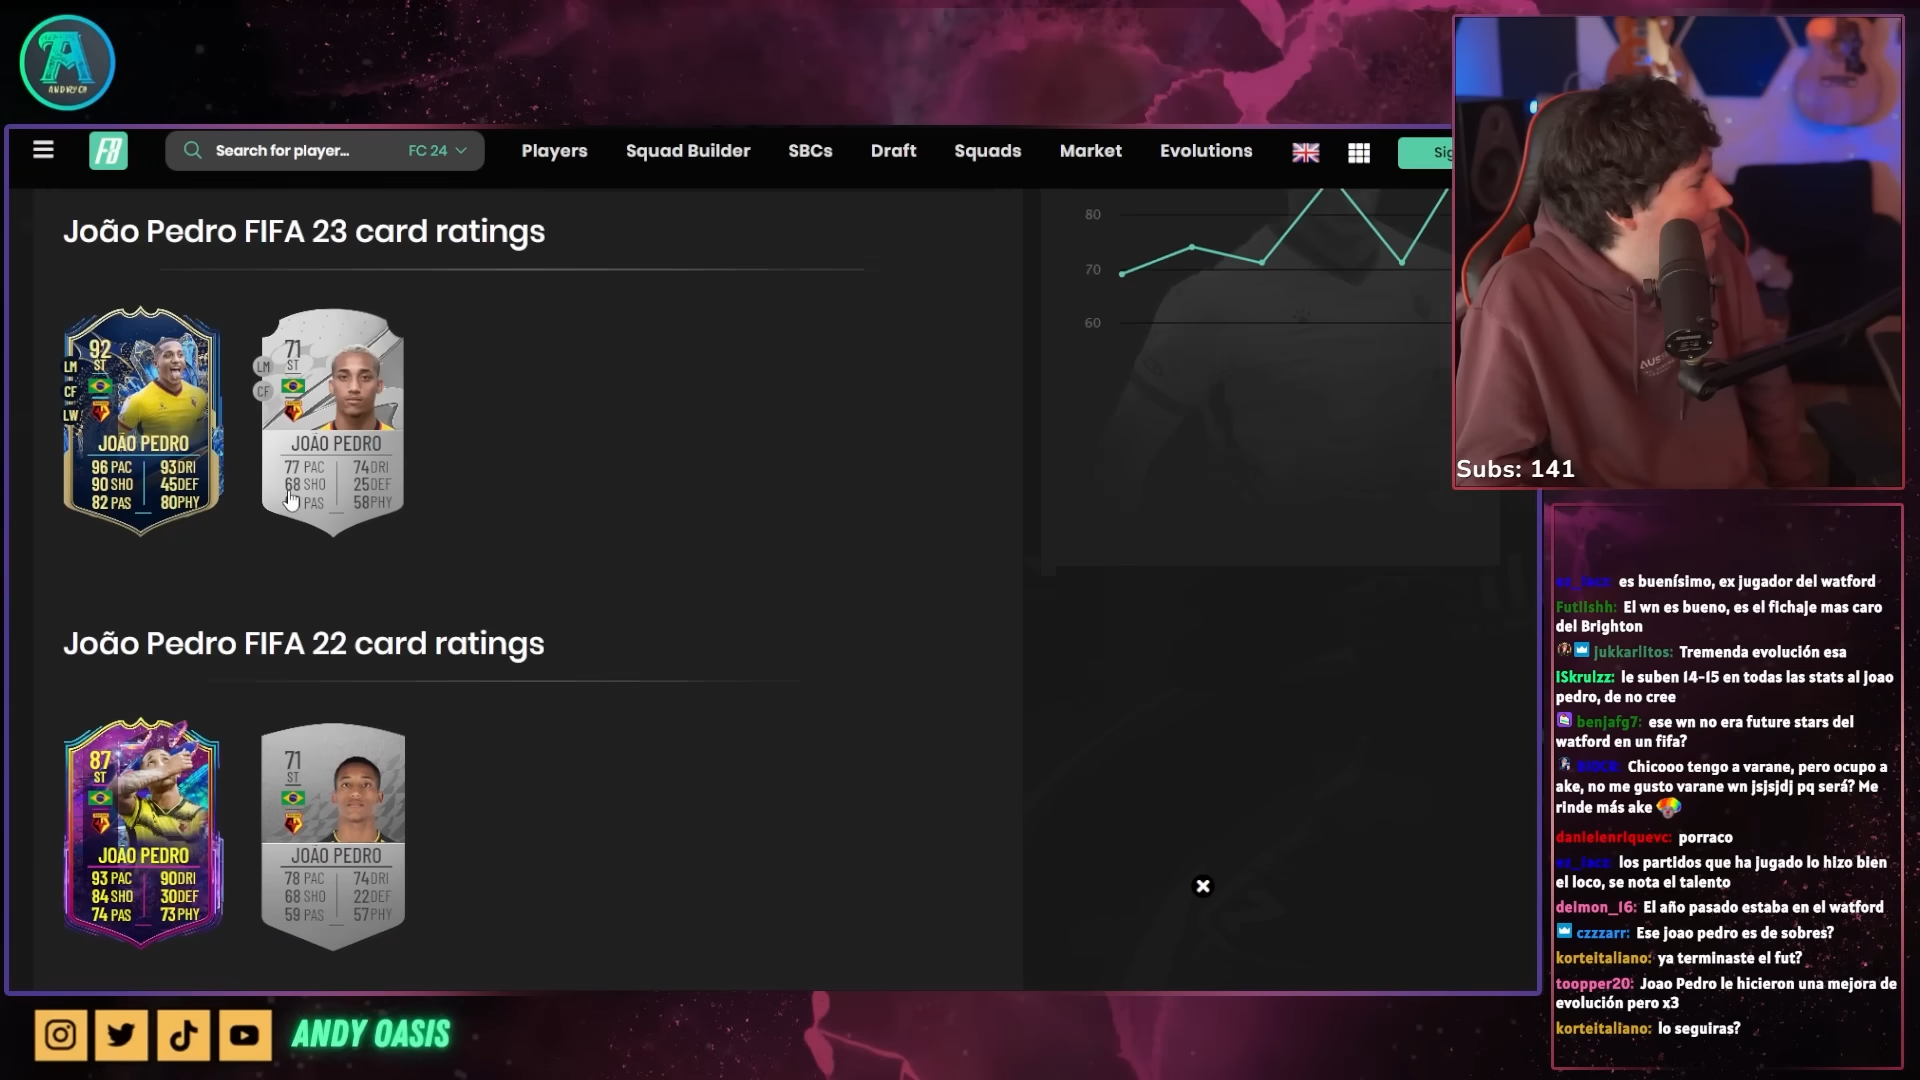 ANDRYCO
Search for player...
FC 24
Players
Squad Builder
SBCs
Draft
Squads
Market
Evolutions
João Pedro FIFA 23 card ratings
92
ST
LM
CF
LW
JOÃO PEDRO
96 PAC 93 DRI
90 SHO 45 DEF
82 PAS 80 PHY
71
ST
LM
CF
JOÃO PEDRO
77 PAC 74 DRI
68 SHO 25 DEF
PAS 58 PHY
80
70
60
João Pedro FIFA 22 card ratings
87
ST
JOÃO PEDRO
93 PAC 90 DRI
84 SHO 30 DEF
74 PAS 73 PHY
71
ST
JOÃO PEDRO
78 PAC 74 DRI
68 SHO 22 DEF
59 PAS 57 PHY
Subs: 141
es buenísimo, ex jugador del watford
Futlishh: El wn es bueno, es el fichaje mas caro
del Brighton
jukkarlitos: Tremenda evolución esa
ISkrulzz: le suben 14-15 en todas las stats al joao
pedro, de no cree
benjafg7: ese wn no era future stars del
watford en un fifa?
Chicooo tengo a varane, pero ocupo a
ake, no me gusto varane wn jsjsjdj pq será? Me
rinde más ake
danielenriquevc: porraco
los partidos que ha jugado lo hizo bien
el loco, se nota el talento
delmon_16: El año pasado estaba en el watford
czzzarr: Ese joao pedro es de sobres?
korteitaliano: ya terminaste el fut?
toopper20: Joao Pedro le hicieron una mejora de
evolución pero x3
korteitaliano: lo seguiras?
ANDY OASIS